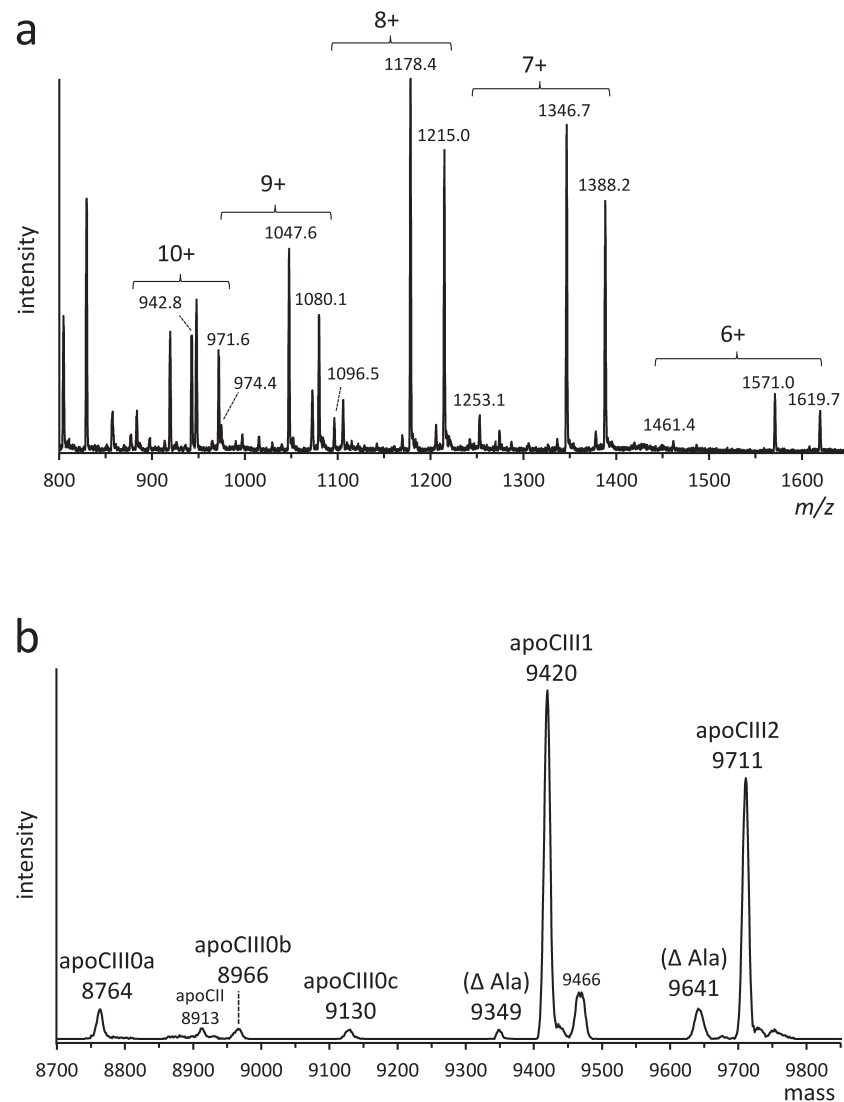 a
8+
1178.4
7+
1346.7
1215.0
1388.2
9+
1047.6
10+
942.8
1080.1
971.6
974.4
1096.5
1253.1
6+
1571.0
1619.7
1461.4
intensity
800 900 1000 1100 1200 1300 1400 1500 1600
m/z
b
apoCIII1
9420
apoCIII2
9711
apoCIII0b
8966
apoCIII0a
8764
apoCII
8913
apoCIII0c
9130
(Δ Ala)
9349
9466
(Δ Ala)
9641
intensity
8700 8800 8900 9000 9100 9200 9300 9400 9500 9600 9700 9800
mass